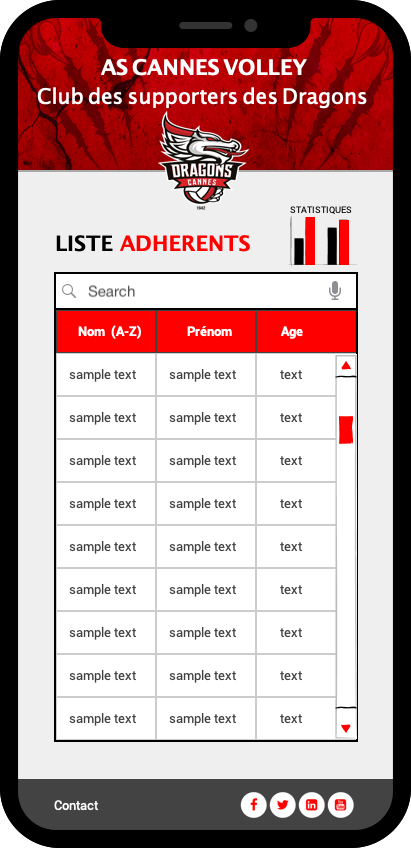 AS CANNES VOLLEY
Club des supporters des Dragons
DRAGONS
CANNES
1942
STATISTIQUES
LISTE ADHERENTS
Search
Nom (A-Z) Prénom Age
sample text sample text text
sample text sample text text
sample text sample text text
sample text sample text text
sample text sample text text
sample text sample text text
sample text sample text text
sample text sample text text
sample text sample text text
Contact